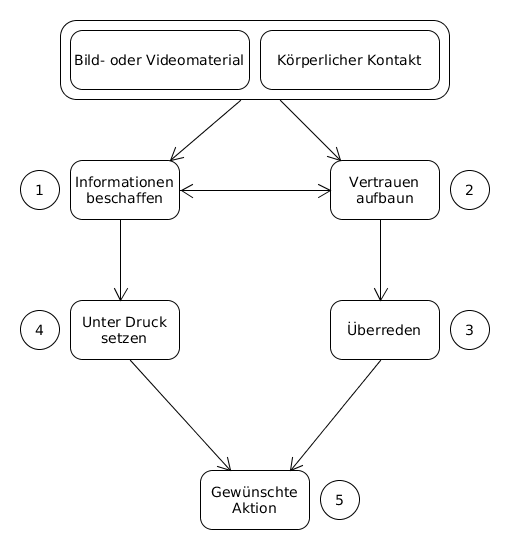 Bild- oder Videomaterial
Körperlicher Kontakt
1
Informationen
beschaffen
Vertrauen
aufbaun
2
4
Unter Druck
setzen
Überreden
3
Gewünschte
Aktion
5